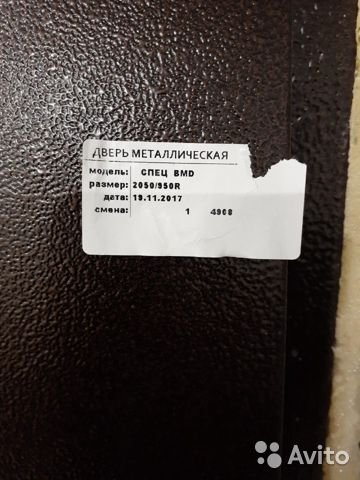 ДВЕРЬ МЕТАЛЛИЧЕСКАЯ
модель: СПЕЦ BMD
размер: 2050/950R
дата: 19.11.2017
смена: 1 4908
Avito